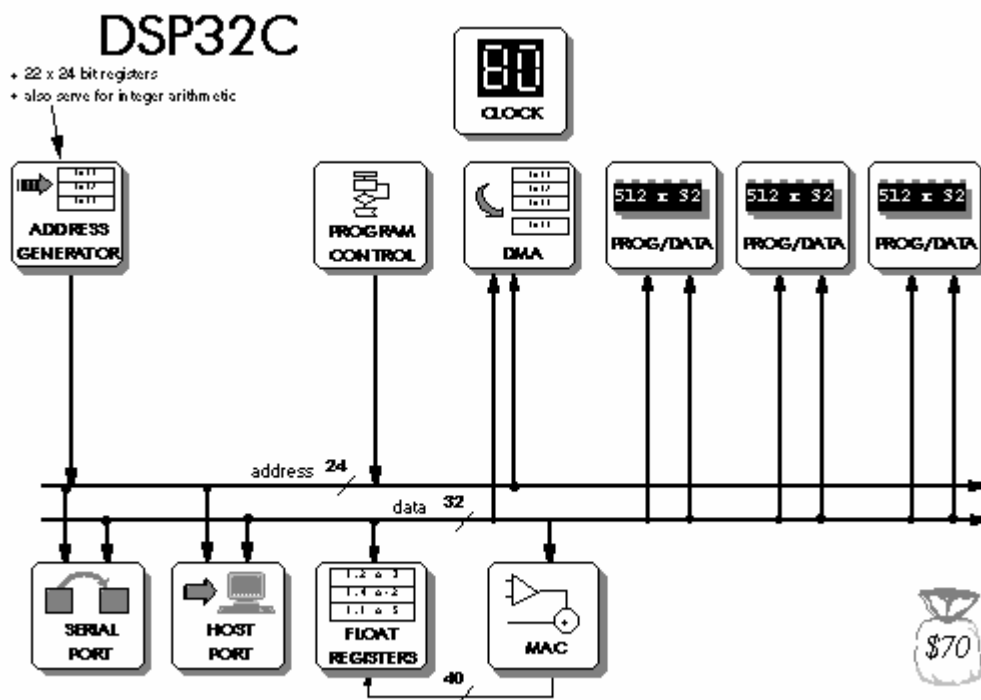 DSP32C
+ 22 x 24 bit registers
+ also serve for integer arithmetic
80
CLOCK
ADDRESS
GENERATOR
PROGRAM
CONTROL
DMA
512 x 32
PROG/DATA
512 x 32
PROG/DATA
512 x 32
PROG/DATA
address 24
data 32
SERIAL
PORT
HOST
PORT
FLOAT
REGISTERS
MAC
40
$70